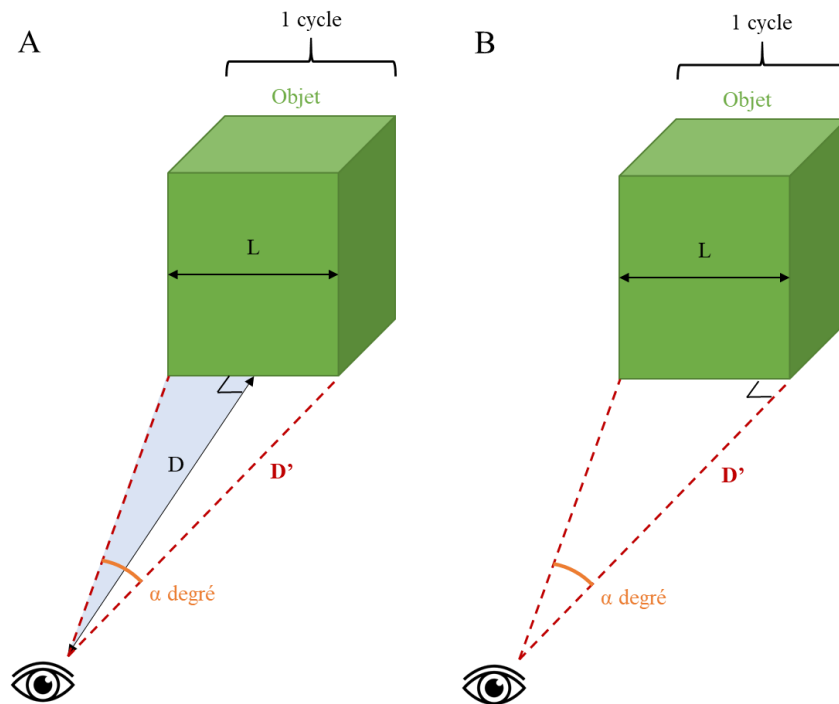 A
1 cycle
Objet
L
D
D’
α degré
B
1 cycle
Objet
L
D’
α degré